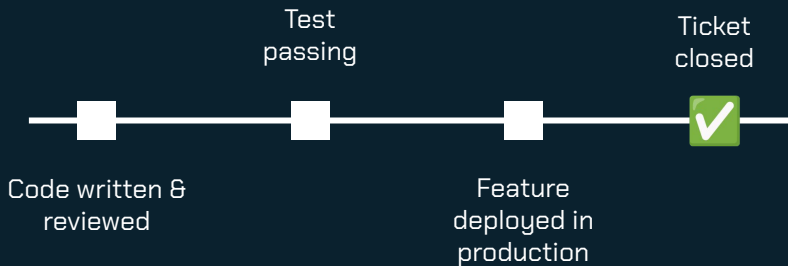 Code written &
reviewed
Test
passing
Feature
deployed in
production
Ticket
closed